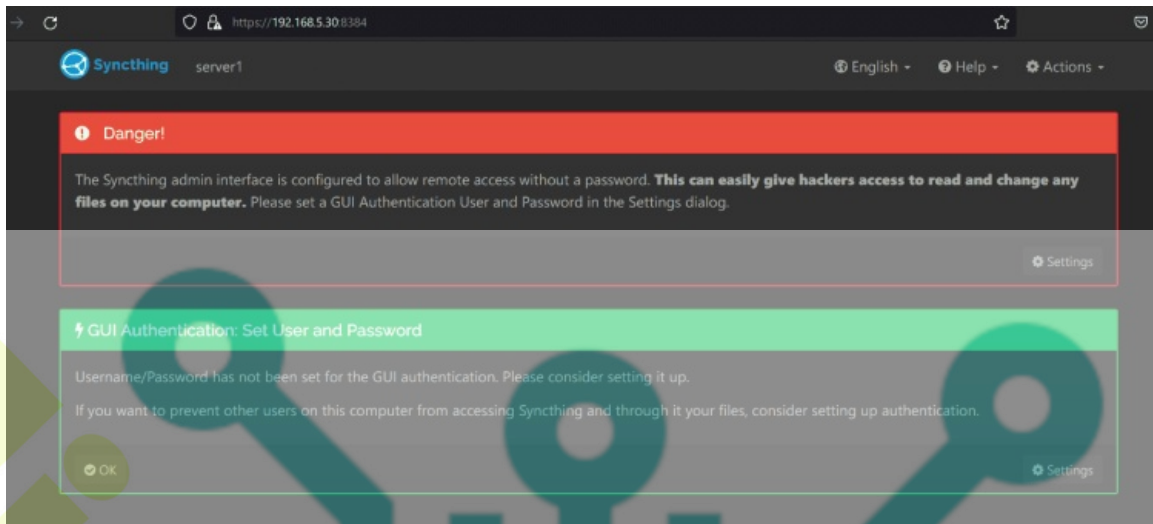 https://192.168.5.30:8384
Syncthing server1 English Help Actions
Danger!
The Syncthing admin interface is configured to allow remote access without a password. This can easily give hackers access to read and change any
files on your computer. Please set a GUI Authentication User and Password in the Settings dialog.
Settings
GUI Authentication: Set User and Password
Username/Password has not been set for the GUI authentication. Please consider setting it up.
If you want to prevent other users on this computer from accessing Syncthing and through it your files, consider setting up authentication.
OK Settings